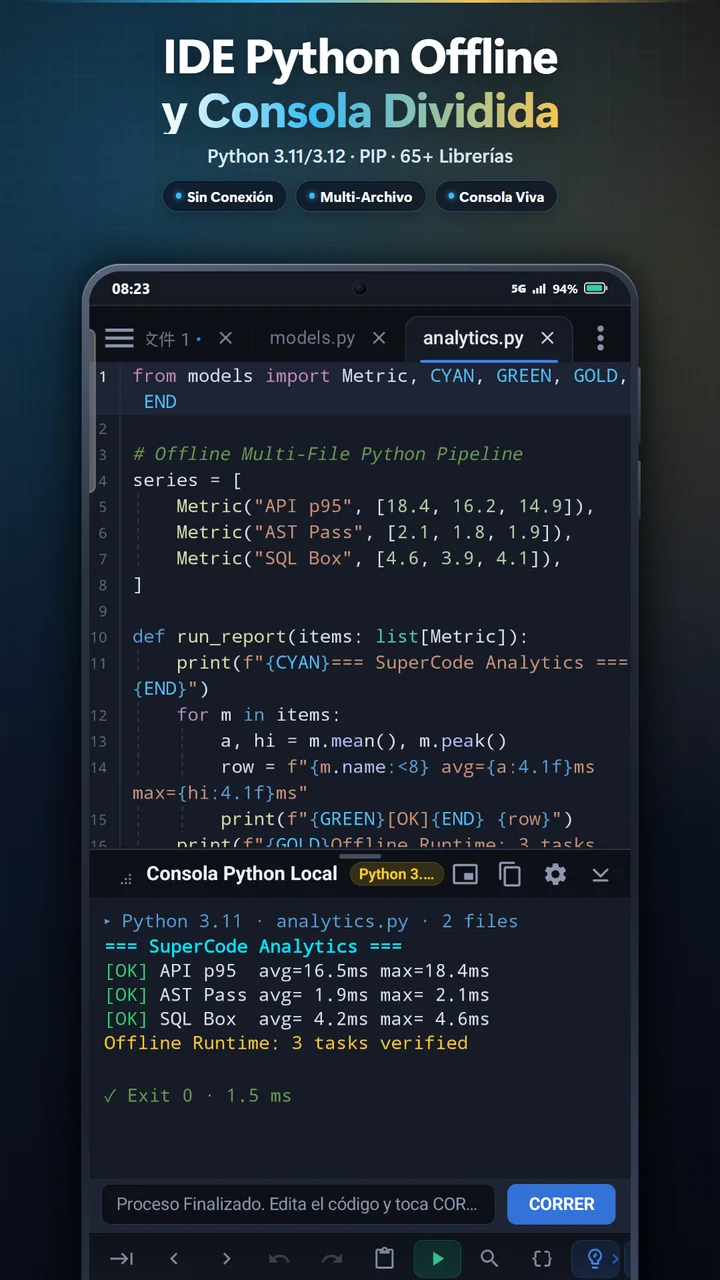 IDE Python Offline
y Consola Dividida
Python 3.11/3.12 · PIP · 65+ Librerías
Sin Conexión
Multi-Archivo
Consola Viva
08:23
5G
94%
文件 1 •
models.py
analytics.py
1 from models import Metric, CYAN, GREEN, GOLD,
END
2
3 # Offline Multi-File Python Pipeline
4 series = [
5 Metric("API p95", [18.4, 16.2, 14.9]),
6 Metric("AST Pass", [2.1, 1.8, 1.9]),
7 Metric("SQL Box", [4.6, 3.9, 4.1]),
8 ]
9
10 def run_report(items: list[Metric]):
11 print(f"{CYAN}=== SuperCode Analytics ===
{END}")
12 for m in items:
13 a, hi = m.mean(), m.peak()
14 row = f"{m.name:<8} avg={a:4.1f}ms
max={hi:4.1f}ms"
15 print(f"{GREEN}[OK]{END} {row}")
16 print(f"{GOLD}Offline Runtime: 3 tasks
Consola Python Local
Python 3....
▸ Python 3.11 · analytics.py · 2 files
=== SuperCode Analytics ===
[OK] API p95 avg=16.5ms max=18.4ms
[OK] AST Pass avg= 1.9ms max= 2.1ms
[OK] SQL Box avg= 4.2ms max= 4.6ms
Offline Runtime: 3 tasks verified
✓ Exit 0 · 1.5 ms
Proceso Finalizado. Edita el código y toca COR...
CORRER